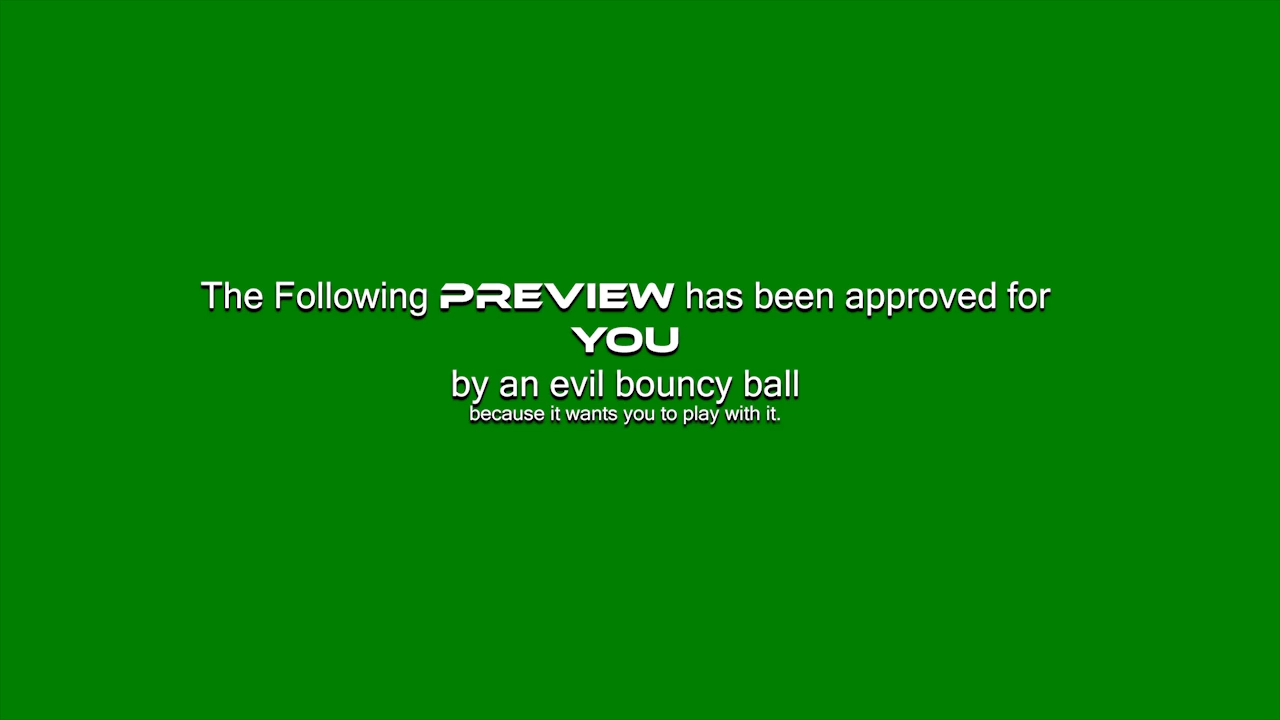 The Following PREVIEW has been approved for
YOU
by an evil bouncy ball
because it wants you to play with it.